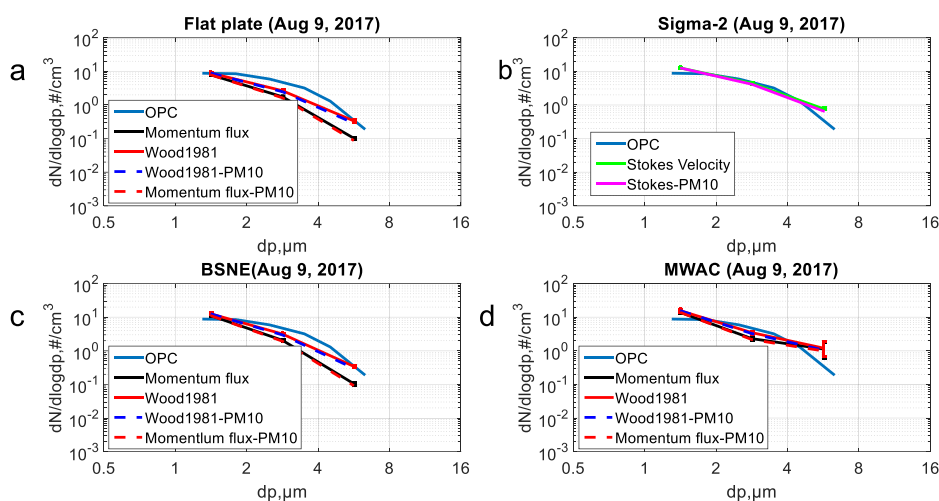 Flat plate (Aug 9, 2017)
a
dN/dlogdp,#/cm3
10^2
10^1
10^0
10^-1
10^-2
10^-3
OPC
Momentum flux
Wood1981
Wood1981-PM10
Momentum flux-PM10
0.5 1 2 4 8 16
dp,μm
Sigma-2 (Aug 9, 2017)
b
dN/dlogdp,#/cm3
10^2
10^1
10^0
10^-1
10^-2
10^-3
OPC
Stokes Velocity
Stokes-PM10
0.5 1 2 4 8 16
dp,μm
BSNE(Aug 9, 2017)
c
dN/dlogdp,#/cm3
10^2
10^1
10^0
10^-1
10^-2
10^-3
OPC
Momentum flux
Wood1981
Wood1981-PM10
Momentlum flux-PM10
0.5 1 2 4 8 16
dp,μm
MWAC (Aug 9, 2017)
d
dN/dlogdp,#/cm3
10^2
10^1
10^0
10^-1
10^-2
10^-3
OPC
Momentum flux
Wood1981
Wood1981-PM10
Momentum flux-PM10
0.5 1 2 4 8 16
dp,μm